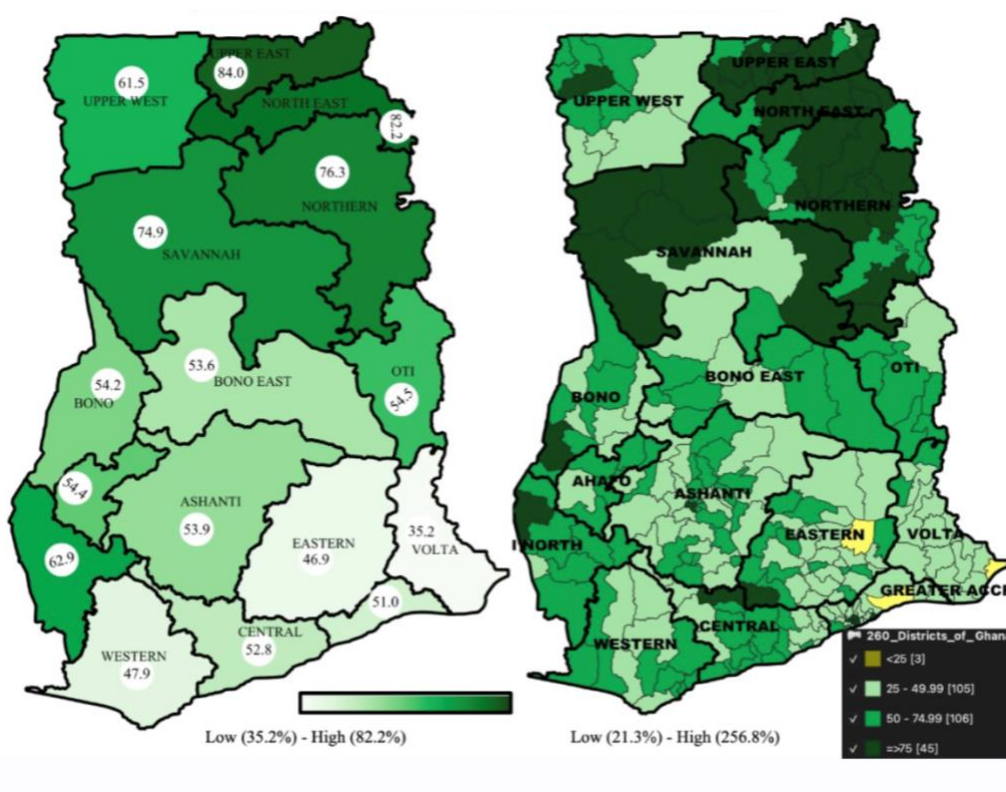 UPPER EAST
84.0
61.5
UPPER WEST
NORTH EAST
82.2
76.3
NORTHERN
74.9
SAVANNAH
53.6
BONO EAST
OTI
54.5
54.2
BONO
54.4
ASHANTI
53.9
EASTERN
46.9
35.2
VOLTA
62.9
51.0
CENTRAL
52.8
WESTERN
47.9
Low (35.2%) - High (82.2%)
UPPER EAST
UPPER WEST
NORTH EAST
NORTHERN
SAVANNAH
BONO EAST
OTI
BONO
AHAFO
ASHANTI
EASTERN
VOLTA
N NORTH
GREATER ACC
CENTRAL
WESTERN
260_Districts_of_Ghan
<25 [3]
25 - 49.99 [105]
50 - 74.99 [106]
=>75 [45]
Low (21.3%) - High (256.8%)